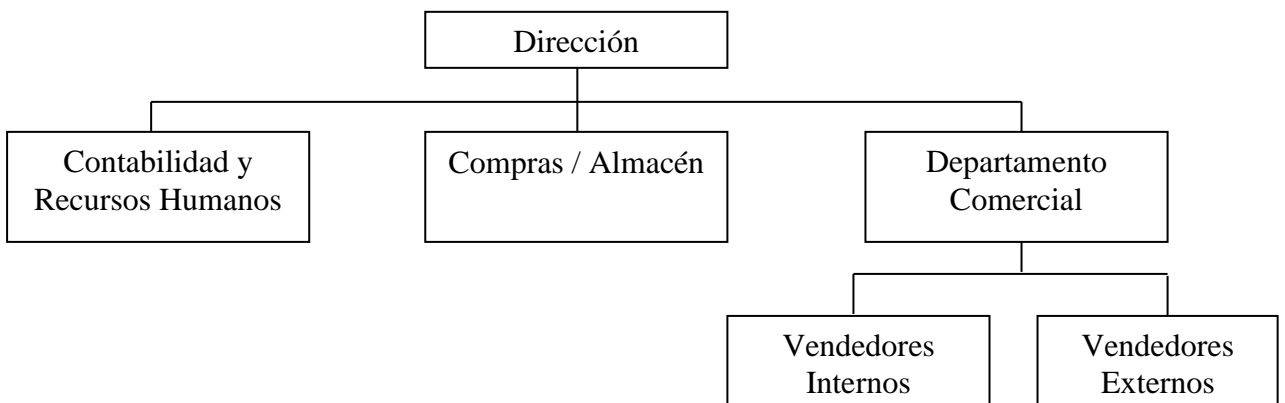 Dirección
Contabilidad y
Recursos Humanos
Compras / Almacén
Departamento
Comercial
Vendedores
Internos
Vendedores
Externos